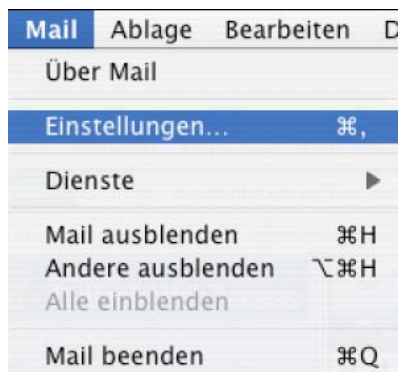 Mail Ablage Bearbeiten D
Über Mail
Einstellungen... ⌘,
Dienste ▶
Mail ausblenden ⌘H
Andere ausblenden ⌥⌘H
Alle einblenden
Mail beenden ⌘Q